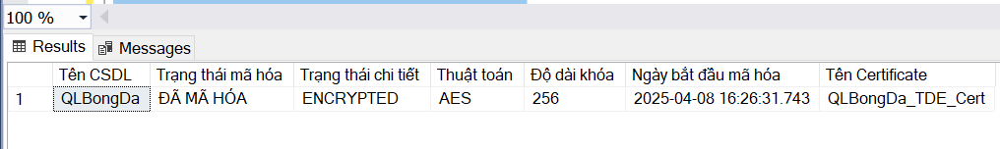 100 %
Results Messages
Tên CSDL Trạng thái mã hóa Trạng thái chi tiết Thuật toán Độ dài khóa Ngày bắt đầu mã hóa Tên Certificate
1 QLBongDa ĐÃ MÃ HÓA ENCRYPTED AES 256 2025-04-08 16:26:31.743 QLBongDa_TDE_Cert